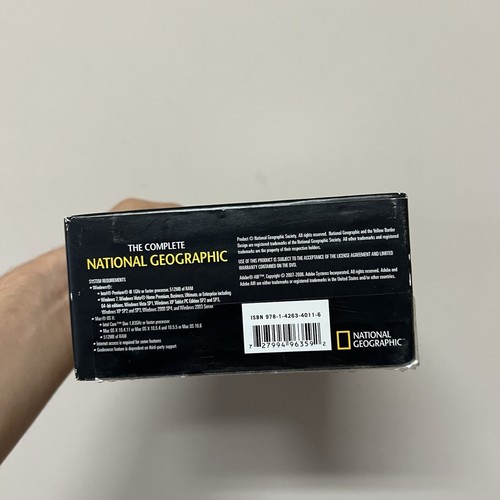 THE COMPLETE
NATIONAL GEOGRAPHIC
SYSTEM REQUIREMENTS
• Windows®:
• Intel® Pentium® III 1GHz or faster processor, 512MB of RAM
• Windows 7, Windows Vista® Home Premium, Business, Ultimate, or Enterprise including
64-bit editions, Windows Vista SP1, Windows XP Tablet PC Edition SP2 and SP3,
Windows XP SP2 and SP3, Windows 2000 SP4, and Windows 2003 Server
• Mac® OS X:
• Intel Core™ Duo 1.83GHz or faster processor
• Mac OS X 10.4.11 or Mac OS X 10.5.4 and 10.5.5 or Mac OS 10.6
• 512MB of RAM
• Internet access is required for some features
• Geobrowse feature is dependent on third-party support
Product © National Geographic Society. All rights reserved. National Geographic and the Yellow Border
Design are registered trademarks of the National Geographic Society. All other trademarks and registered
trademarks are the property of their respective holders.
USE OF THIS PRODUCT IS SUBJECT TO THE ACCEPTANCE OF THE LICENSE AGREEMENT AND LIMITED
WARRANTY CONTAINED ON THE DVD.
Adobe® AIR™, Copyright © 2007-2008. Adobe Systems Incorporated. All rights reserved. Adobe and
Adobe AIR are either trademarks or registered trademarks in the United States and/or other countries.
ISBN 978-1-4263-4011-6
7 27994 96359 2
NATIONAL
GEOGRAPHIC™